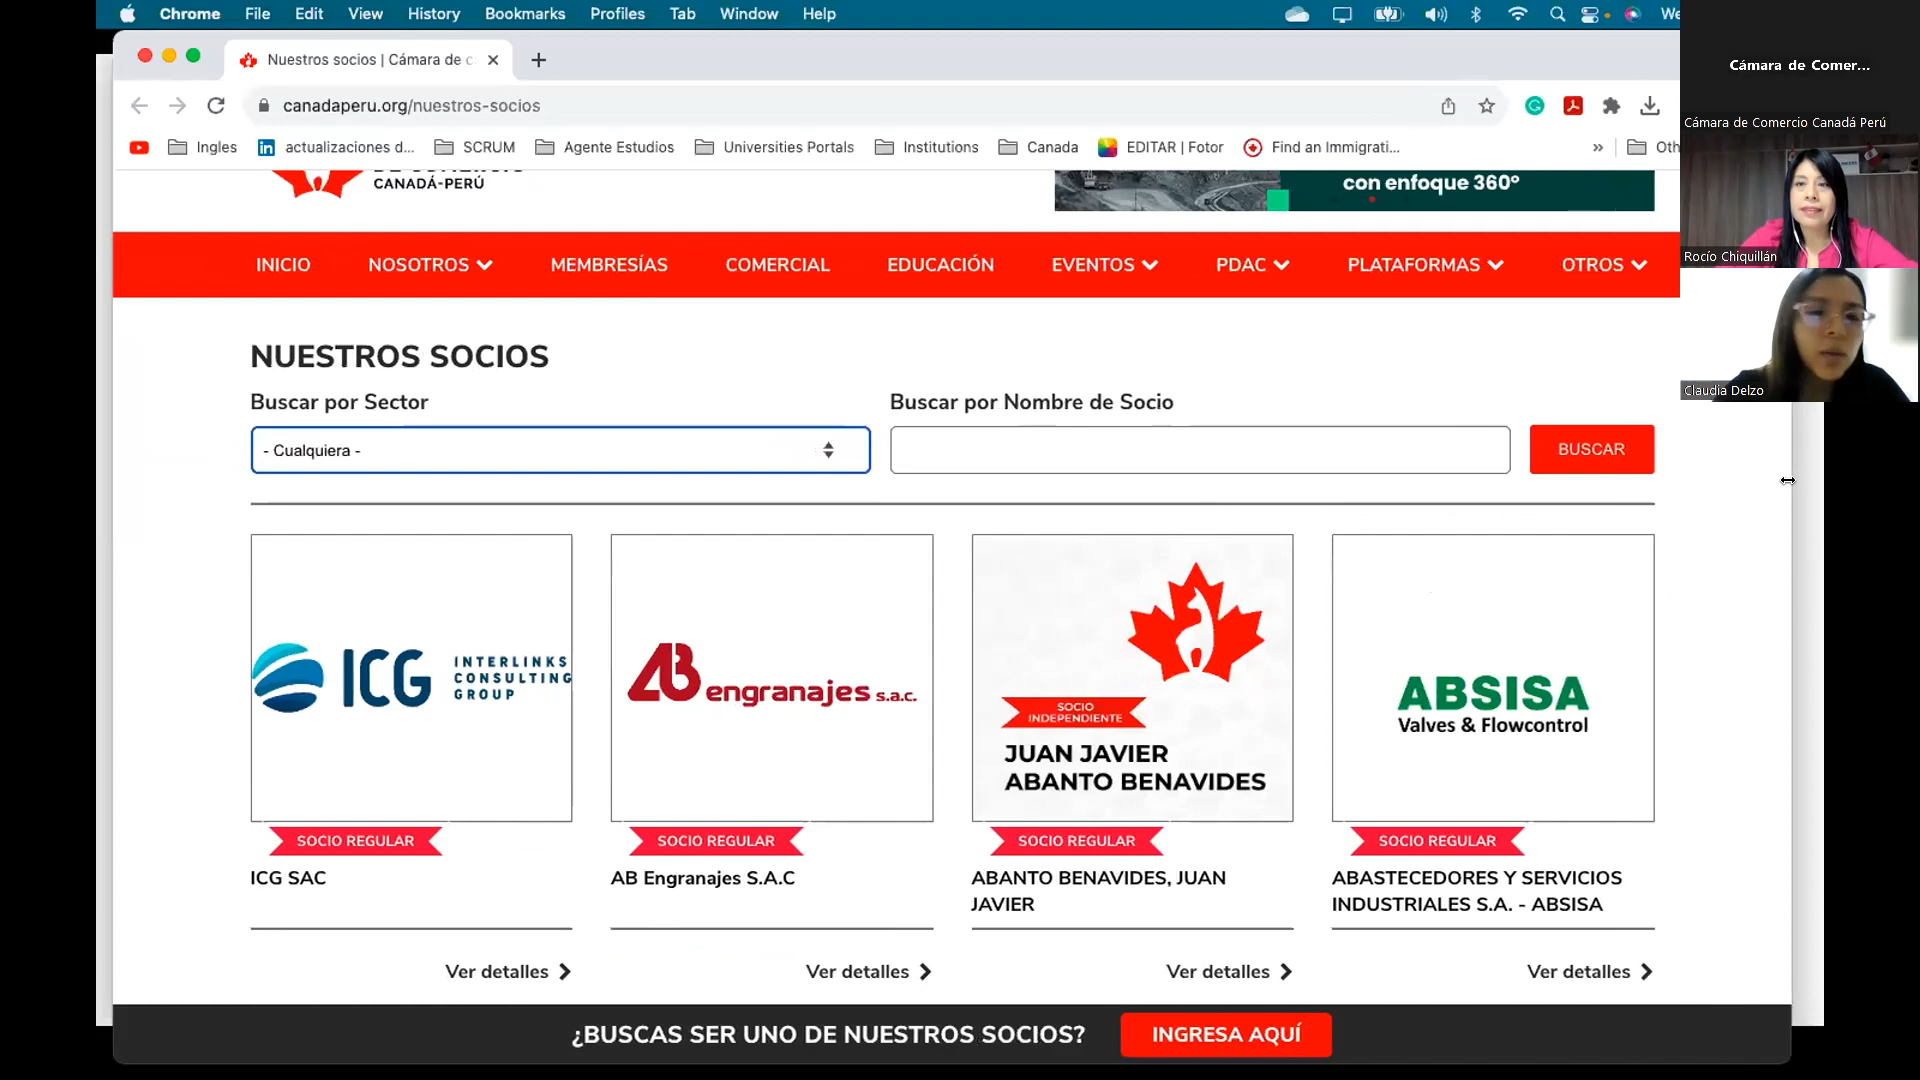 Chrome File Edit View History Bookmarks Profiles Tab Window Help
Nuestros socios | Cámara de c
canadaperu.org/nuestros-socios
Ingles actualizaciones d... SCRUM Agente Estudios Universities Portals Institutions Canada EDITAR | Fotor Find an Immigrati... » Oth
CANADÁ-PERÚ
con enfoque 360º
INICIO NOSOTROS MEMBRESÍAS COMERCIAL EDUCACIÓN EVENTOS PDAC PLATAFORMAS OTROS
NUESTROS SOCIOS
Buscar por Sector
- Cualquiera -
Buscar por Nombre de Socio
BUSCAR
ICG INTERLINKS
CONSULTING
GROUP
SOCIO REGULAR
ICG SAC
Ver detalles
AB engranajes s.a.c.
SOCIO REGULAR
AB Engranajes S.A.C
Ver detalles
SOCIO
INDEPENDIENTE
JUAN JAVIER
ABANTO BENAVIDES
SOCIO REGULAR
ABANTO BENAVIDES, JUAN
JAVIER
Ver detalles
ABSISA
Valves & Flowcontrol
SOCIO REGULAR
ABASTECEDORES Y SERVICIOS
INDUSTRIALES S.A. - ABSISA
Ver detalles
¿BUSCAS SER UNO DE NUESTROS SOCIOS? INGRESA AQUÍ
Cámara de Comer...
Cámara de Comercio Canadá Perú
Rocío Chiquillán
Claudia Delzo